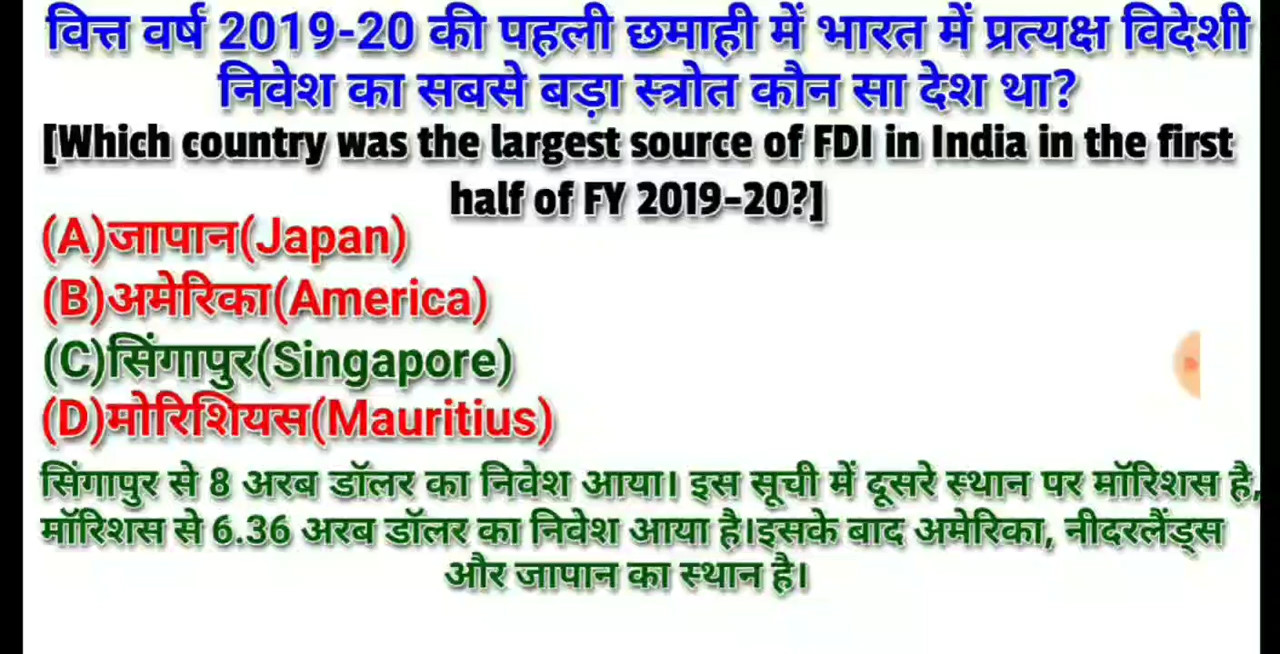 वित्त वर्ष 2019-20 की पहली छमाही में भारत में प्रत्यक्ष विदेशी
निवेश का सबसे बड़ा स्त्रोत कौन सा देश था?
[Which country was the largest source of FDI in India in the first
half of FY 2019-20?]
(A)जापान(Japan)
(B)अमेरिका(America)
(C)सिंगापुर(Singapore)
(D)मोरिशियस(Mauritius)
सिंगापुर से 8 अरब डॉलर का निवेश आया। इस सूची में दूसरे स्थान पर मॉरिशस है,
मॉरिशस से 6.36 अरब डॉलर का निवेश आया है।इसके बाद अमेरिका, नीदरलैंड्स
और जापान का स्थान है।